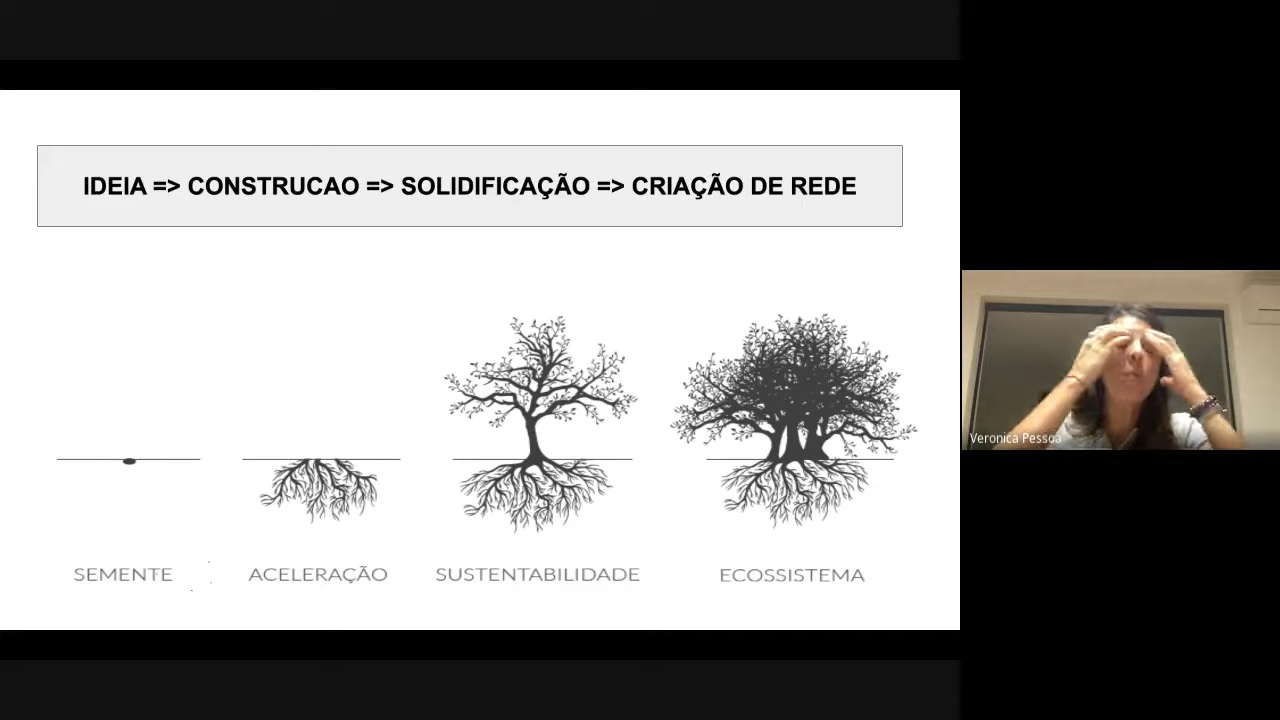 IDEIA => CONSTRUCAO => SOLIDIFICAÇÃO => CRIAÇÃO DE REDE
SEMENTE
ACELERAÇÃO
SUSTENTABILIDADE
ECOSSISTEMA
Veronica Pessoa